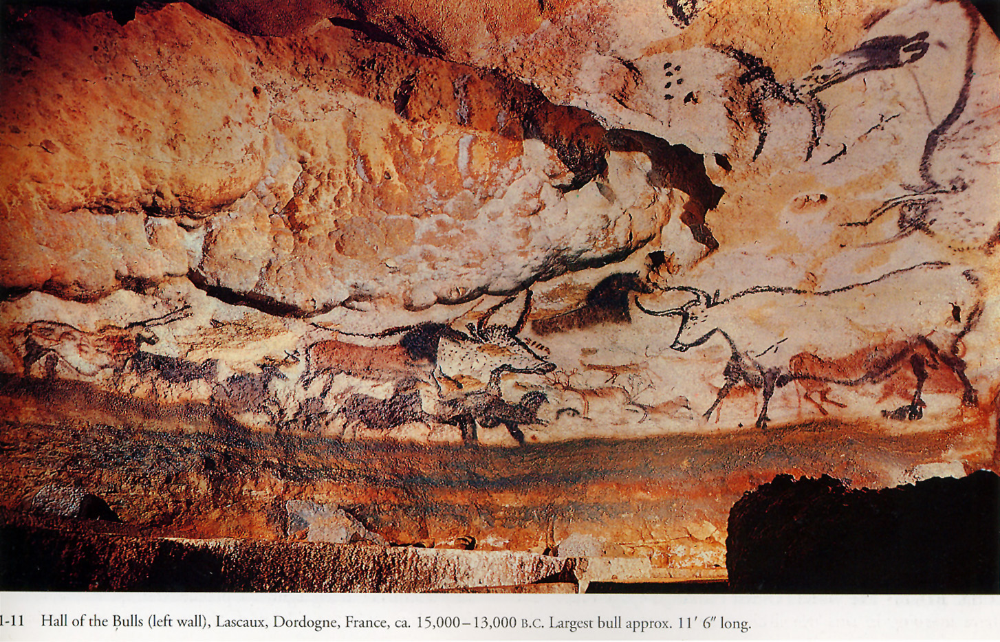 1-11 Hall of the Bulls (left wall), Lascaux, Dordogne, France, ca. 15,000–13,000 B.C. Largest bull approx. 11′ 6″ long.